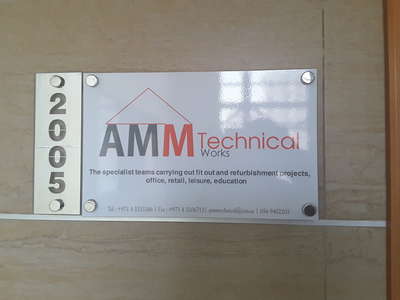 2005
AMM Technical
Works
The specialist teams carrying out fit out and refurbishment projects,
office, retail, leisure, education